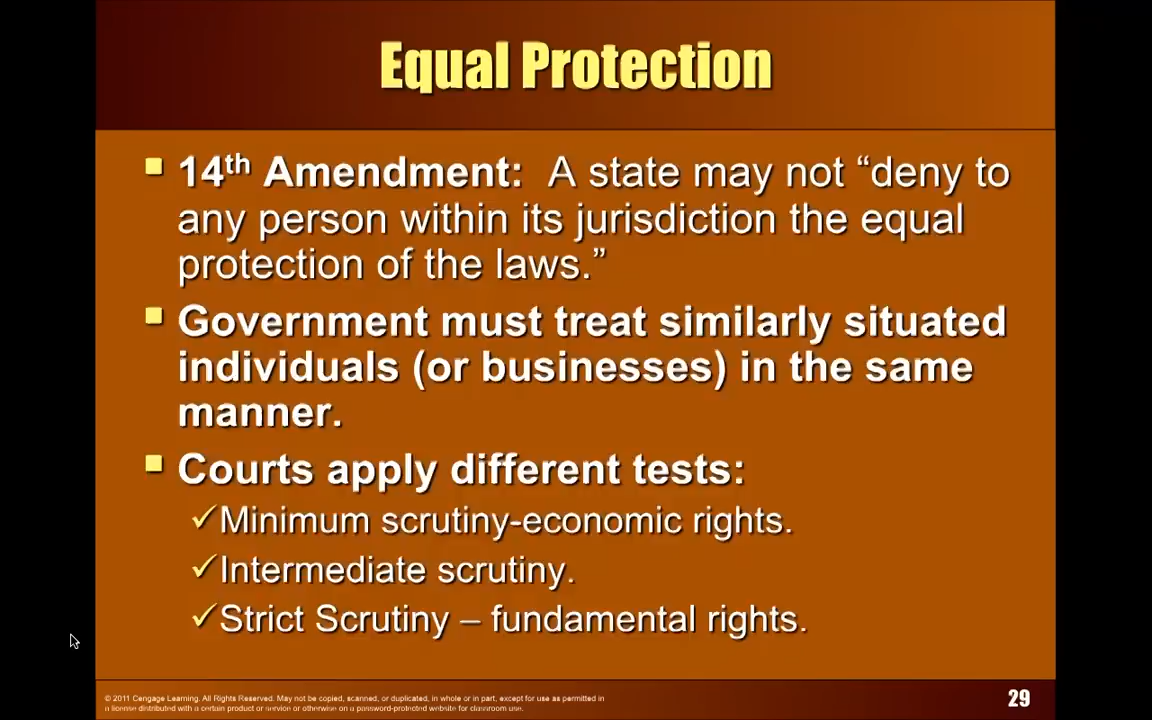 Equal Protection
14th Amendment: A state may not “deny to
any person within its jurisdiction the equal
protection of the laws.”
Government must treat similarly situated
individuals (or businesses) in the same
manner.
Courts apply different tests:
Minimum scrutiny-economic rights.
Intermediate scrutiny.
Strict Scrutiny – fundamental rights.
© 2011 Cengage Learning. All Rights Reserved. May not be copied, scanned, or duplicated, in whole or in part, except for use as permitted in
a license distributed with a certain product or service or otherwise on a password-protected website for classroom use.
29